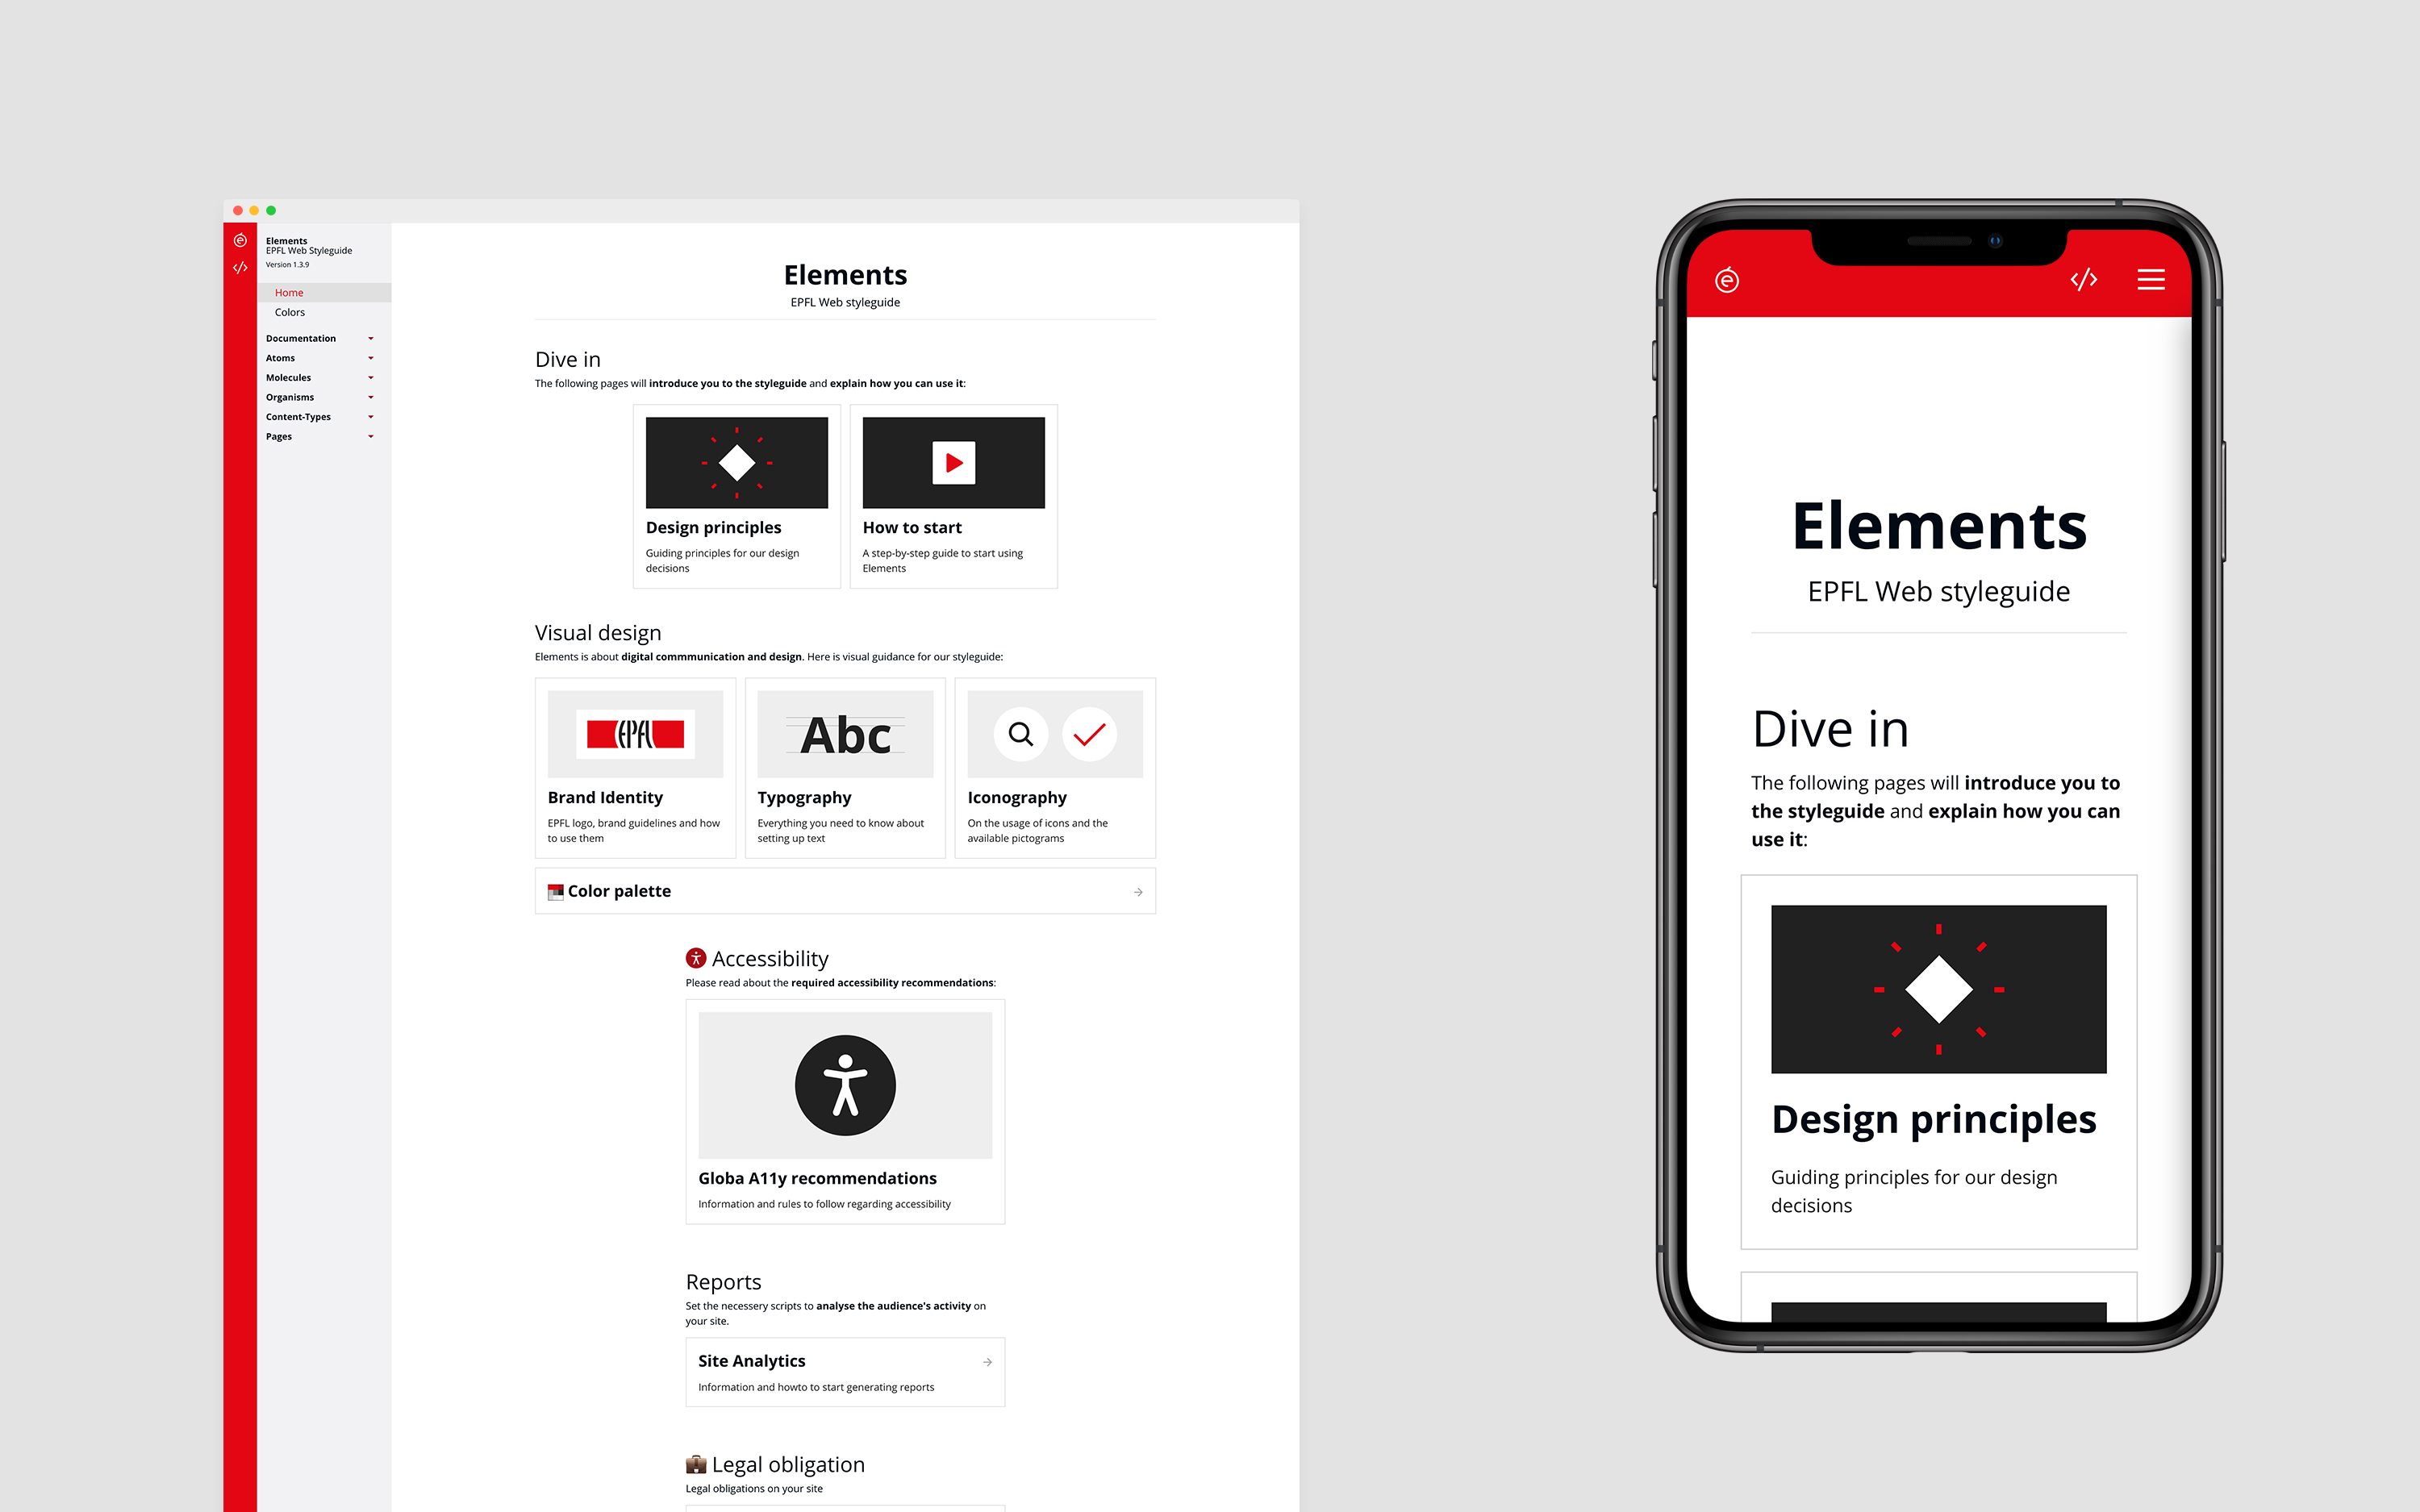 Elements
EPFL Web Styleguide
Version 1.3.9
Home
Colors
Documentation
Atoms
Molecules
Organisms
Content-Types
Pages
Elements
EPFL Web styleguide
Dive in
The following pages will introduce you to the styleguide and explain how you can use it:
Design principles
Guiding principles for our design
decisions
How to start
A step-by-step guide to start using
Elements
Visual design
Elements is about digital commmunication and design. Here is visual guidance for our styleguide:
EPFL
Brand Identity
EPFL logo, brand guidelines and how
to use them
Abc
Typography
Everything you need to know about
setting up text
Iconography
On the usage of icons and the
available pictograms
Color palette
Accessibility
Please read about the required accessibility recommendations:
Globa A11y recommendations
Information and rules to follow regarding accessibility
Reports
Set the necessery scripts to analyse the audience's activity on
your site.
Site Analytics
Information and howto to start generating reports
Legal obligation
Legal obligations on your site
Elements
EPFL Web styleguide
Dive in
The following pages will introduce you to
the styleguide and explain how you can
use it:
Design principles
Guiding principles for our design
decisions